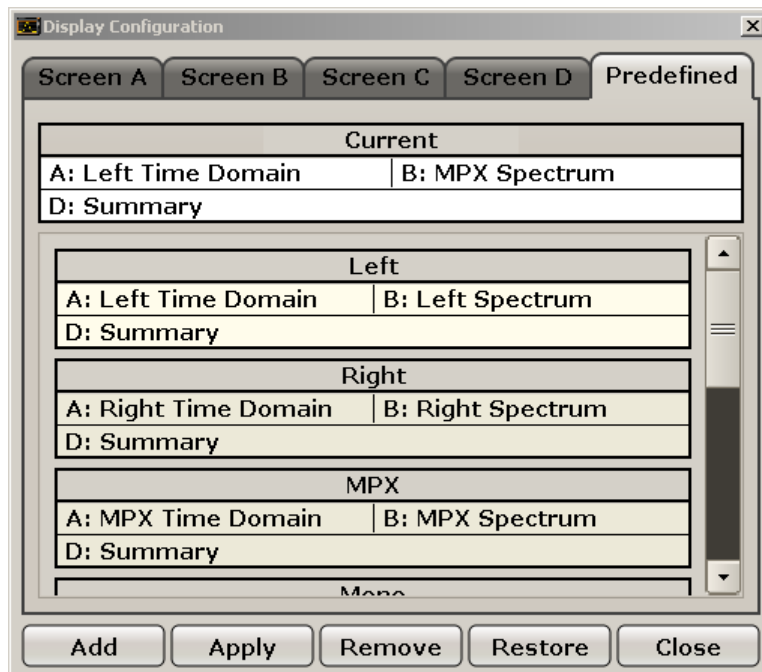 Display Configuration
Screen A Screen B Screen C Screen D Predefined
Current
A: Left Time Domain B: MPX Spectrum
D: Summary
Left
A: Left Time Domain B: Left Spectrum
D: Summary
Right
A: Right Time Domain B: Right Spectrum
D: Summary
MPX
A: MPX Time Domain B: MPX Spectrum
D: Summary
Mono
Add Apply Remove Restore Close